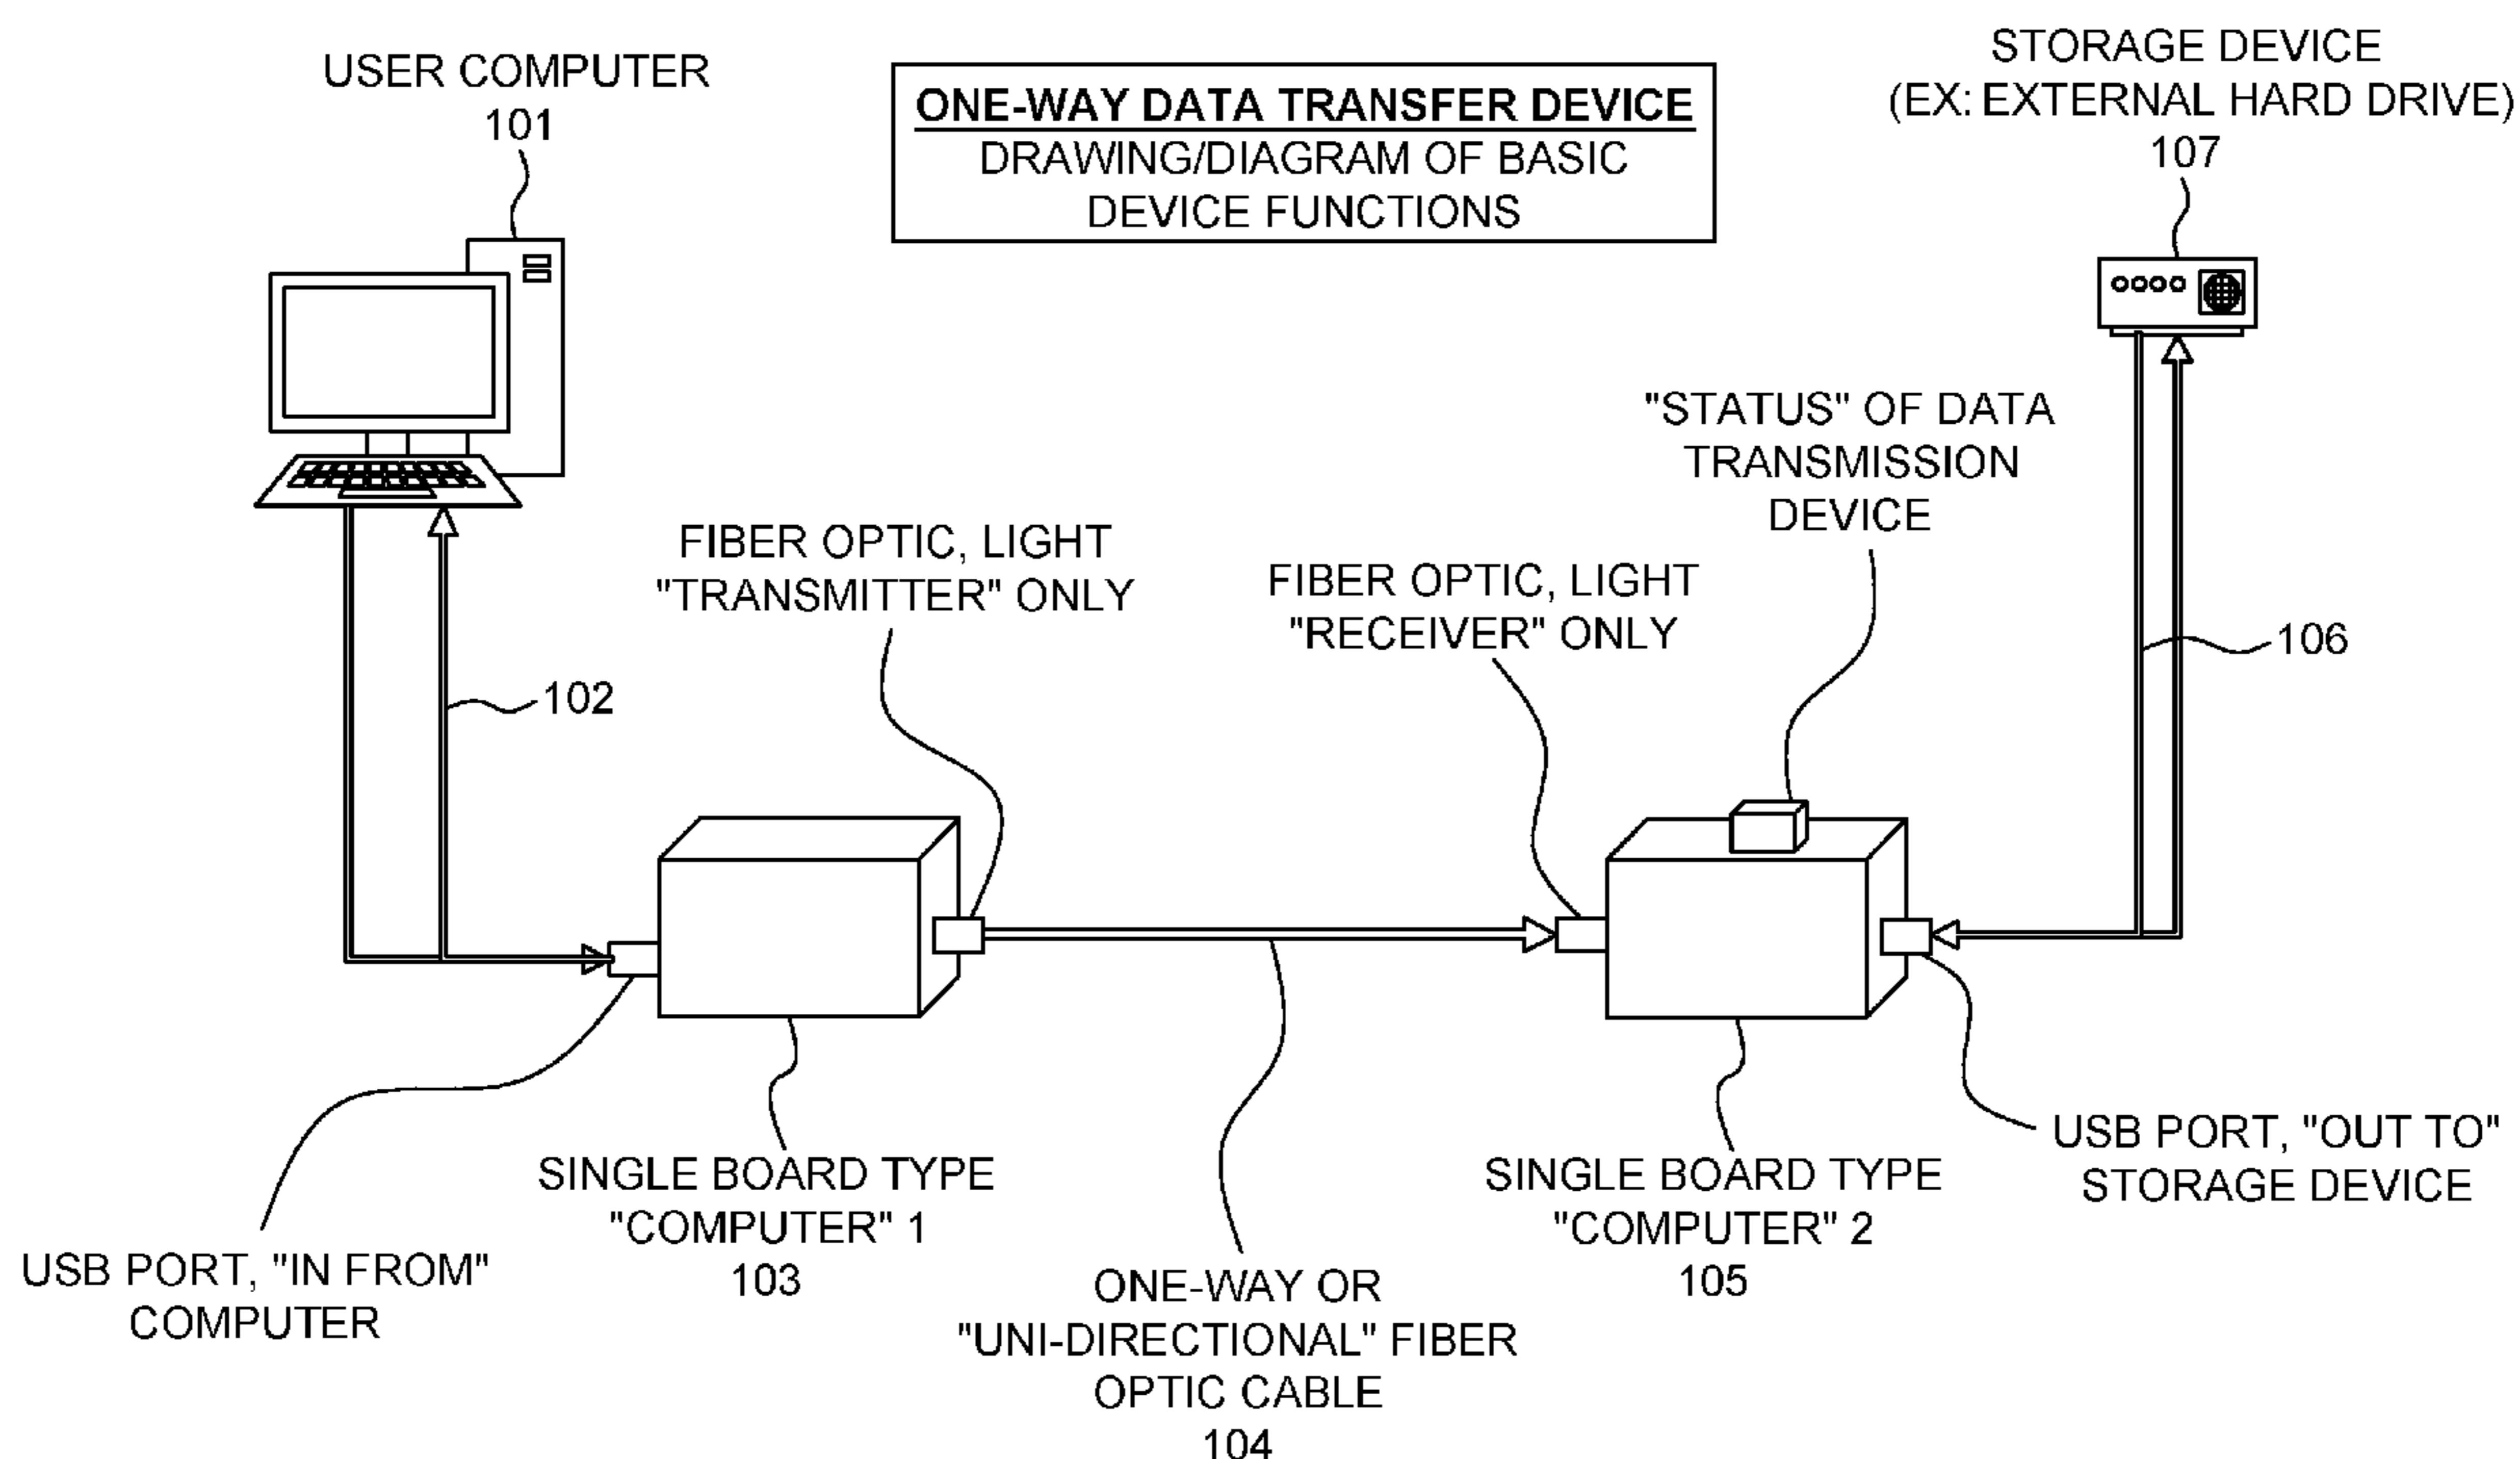 USER COMPUTER
101
ONE-WAY DATA TRANSFER DEVICE
DRAWING/DIAGRAM OF BASIC
DEVICE FUNCTIONS
STORAGE DEVICE
(EX: EXTERNAL HARD DRIVE)
107
"STATUS" OF DATA
TRANSMISSION
DEVICE
FIBER OPTIC, LIGHT
"TRANSMITTER" ONLY
FIBER OPTIC, LIGHT
"RECEIVER" ONLY
102
106
USB PORT, "IN FROM"
COMPUTER
SINGLE BOARD TYPE
"COMPUTER" 1
103
ONE-WAY OR
"UNI-DIRECTIONAL" FIBER
OPTIC CABLE
104
SINGLE BOARD TYPE
"COMPUTER" 2
105
USB PORT, "OUT TO"
STORAGE DEVICE